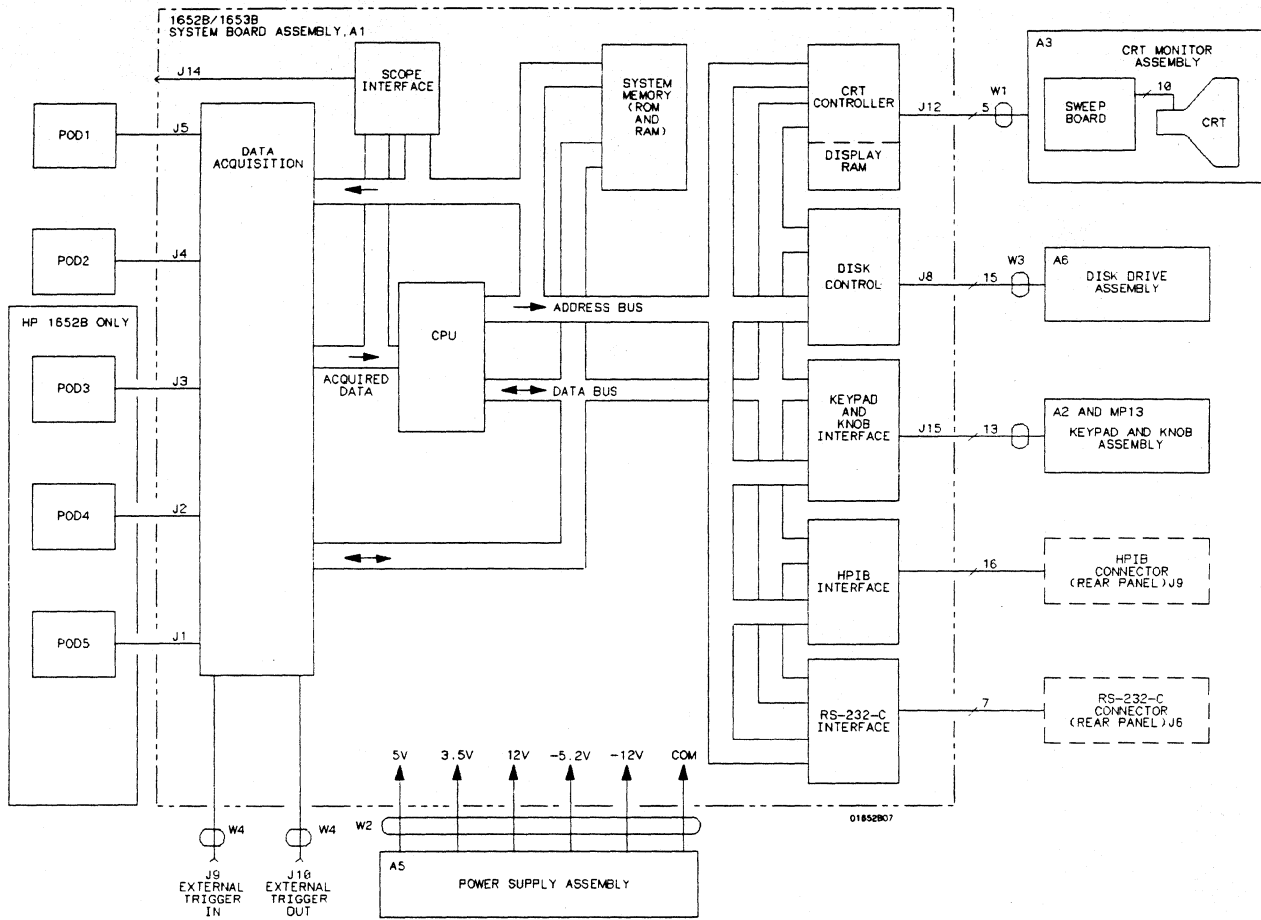 1652B/1653B
SYSTEM BOARD ASSEMBLY,A1
J14
SCOPE
INTERFACE
SYSTEM
MEMORY
(ROM
AND
RAM)
CRT
CONTROLLER
DISPLAY
RAM
J12
5
W1
A3
CRT MONITOR
ASSEMBLY
SWEEP
BOARD
10
CRT
POD1
J5
DATA
ACQUISITION
POD2
J4
DISK
CONTROL
J8
15
W3
A6
DISK DRIVE
ASSEMBLY
HP 1652B ONLY
CPU
ADDRESS BUS
POD3
J3
ACQUIRED
DATA
DATA BUS
KEYPAD
AND
KNOB
INTERFACE
J15
13
A2 AND MP13
KEYPAD AND KNOB
ASSEMBLY
POD4
J2
HPIB
INTERFACE
16
HPIB
CONNECTOR
(REAR PANEL)J9
POD5
J1
RS-232-C
INTERFACE
7
RS-232-C
CONNECTOR
(REAR PANEL)J6
5V
3.5V
12V
-5.2V
-12V
COM
01652B07
W4
W4
W2
J9
EXTERNAL
TRIGGER
IN
J10
EXTERNAL
TRIGGER
OUT
A5
POWER SUPPLY ASSEMBLY